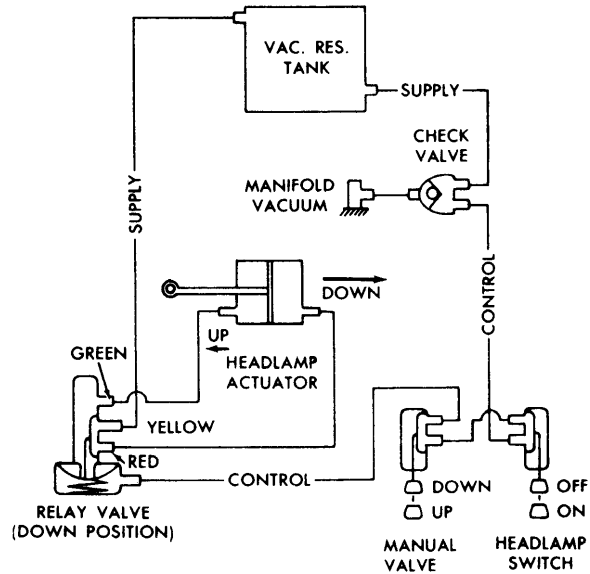 VAC. RES.
TANK
SUPPLY
CHECK
VALVE
MANIFOLD
VACUUM
SUPPLY
CONTROL
DOWN
UP
HEADLAMP
ACTUATOR
GREEN
YELLOW
RED
CONTROL
RELAY VALVE
(DOWN POSITION)
DOWN
UP
MANUAL
VALVE
OFF
ON
HEADLAMP
SWITCH